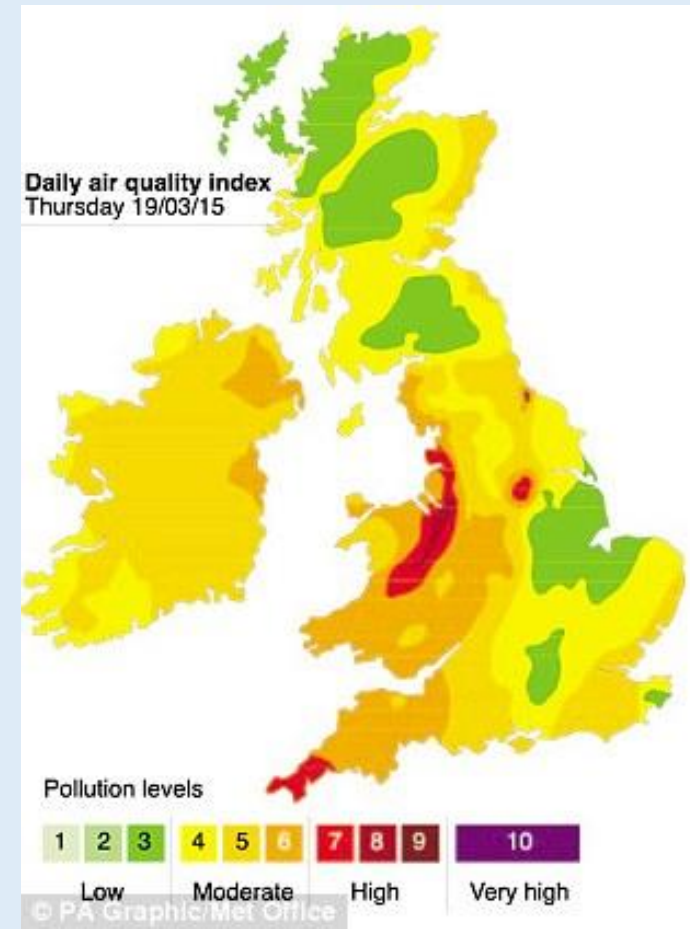 Daily air quality index
Thursday 19/03/15
Pollution levels
1 2 3 4 5 6 7 8 9 10
Low Moderate High Very high
© PA Graphic/Met Office